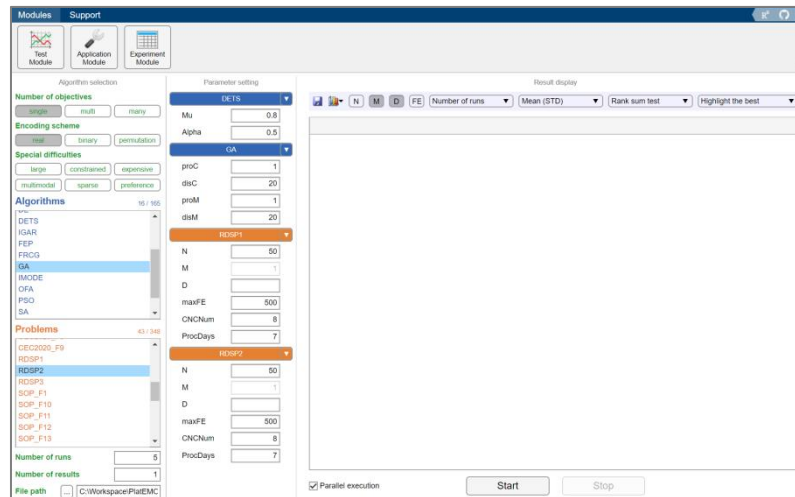 Modules Support
Test Module
Application Module
Experiment Module
Algorithm selection
Number of objectives
single multi many
Encoding scheme
real binary permutation
Special difficulties
large constrained expensive
multimodal sparse preference
Algorithms 16 / 165
DETS
IGAR
FEP
FRCG
GA
IMODE
OFA
PSO
SA
Problems 43 / 348
CEC2020_F9
RDSP1
RDSP2
RDSP3
SOP_F1
SOP_F10
SOP_F11
SOP_F12
SOP_F13
Number of runs 5
Number of results 1
File path ... C:\Workspace\PlatEMC
Parameter setting
DETS
Mu 0.8
Alpha 0.5
GA
proC 1
disC 20
proM 1
disM 20
RDSP1
N 50
M 1
D
maxFE 500
CNCNum 8
ProcDays 7
RDSP2
N 50
M 1
D
maxFE 500
CNCNum 8
ProcDays 7
Result display
N M D FE Number of runs Mean (STD) Rank sum test Highlight the best
Parallel execution Start Stop